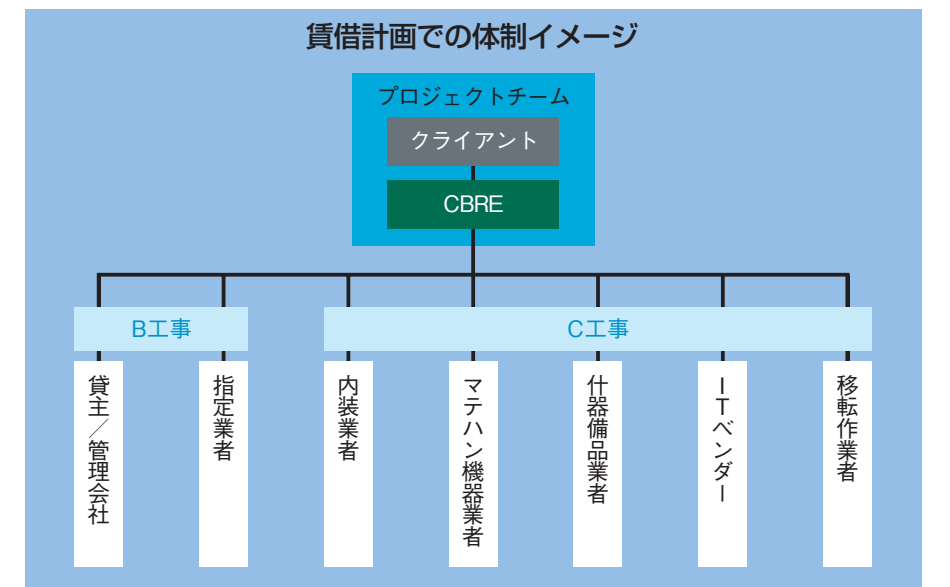 賃借計画での体制イメージ
プロジェクトチーム
クライアント
CBRE
B工事
C工事
貸主／管理会社
指定業者
内装業者
マテハン機器業者
什器備品業者
ITベンダー
移転作業者